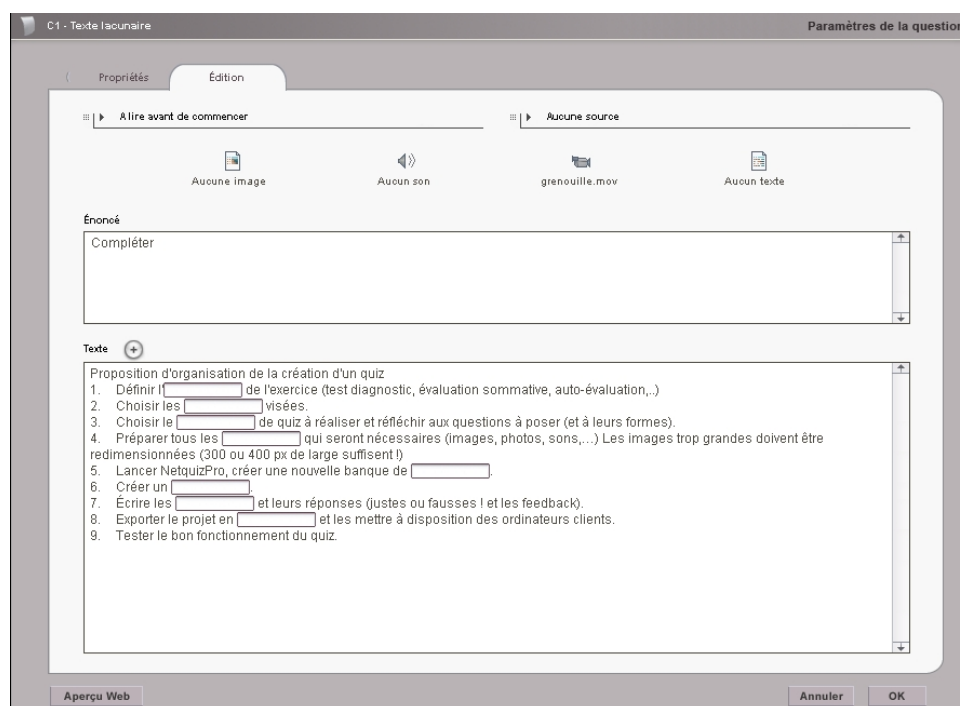 C1 - Texte lacunaire
Paramètres de la question
Propriétés
Édition
A lire avant de commencer
Aucune source
Aucune image
Aucun son
grenouille.mov
Aucun texte
Énoncé
Compléter
Texte
Proposition d'organisation de la création d'un quiz
1. Définir l' de l'exercice (test diagnostic, évaluation sommative, auto-évaluation,..)
2. Choisir les visées.
3. Choisir le de quiz à réaliser et réfléchir aux questions à poser (et à leurs formes).
4. Préparer tous les qui seront nécessaires (images, photos, sons,…) Les images trop grandes doivent être
redimensionnées (300 ou 400 px de large suffisent !)
5. Lancer NetquizPro, créer une nouvelle banque de .
6. Créer un .
7. Écrire les et leurs réponses (justes ou fausses ! et les feedback).
8. Exporter le projet en et les mettre à disposition des ordinateurs clients.
9. Tester le bon fonctionnement du quiz.
Aperçu Web
Annuler
OK